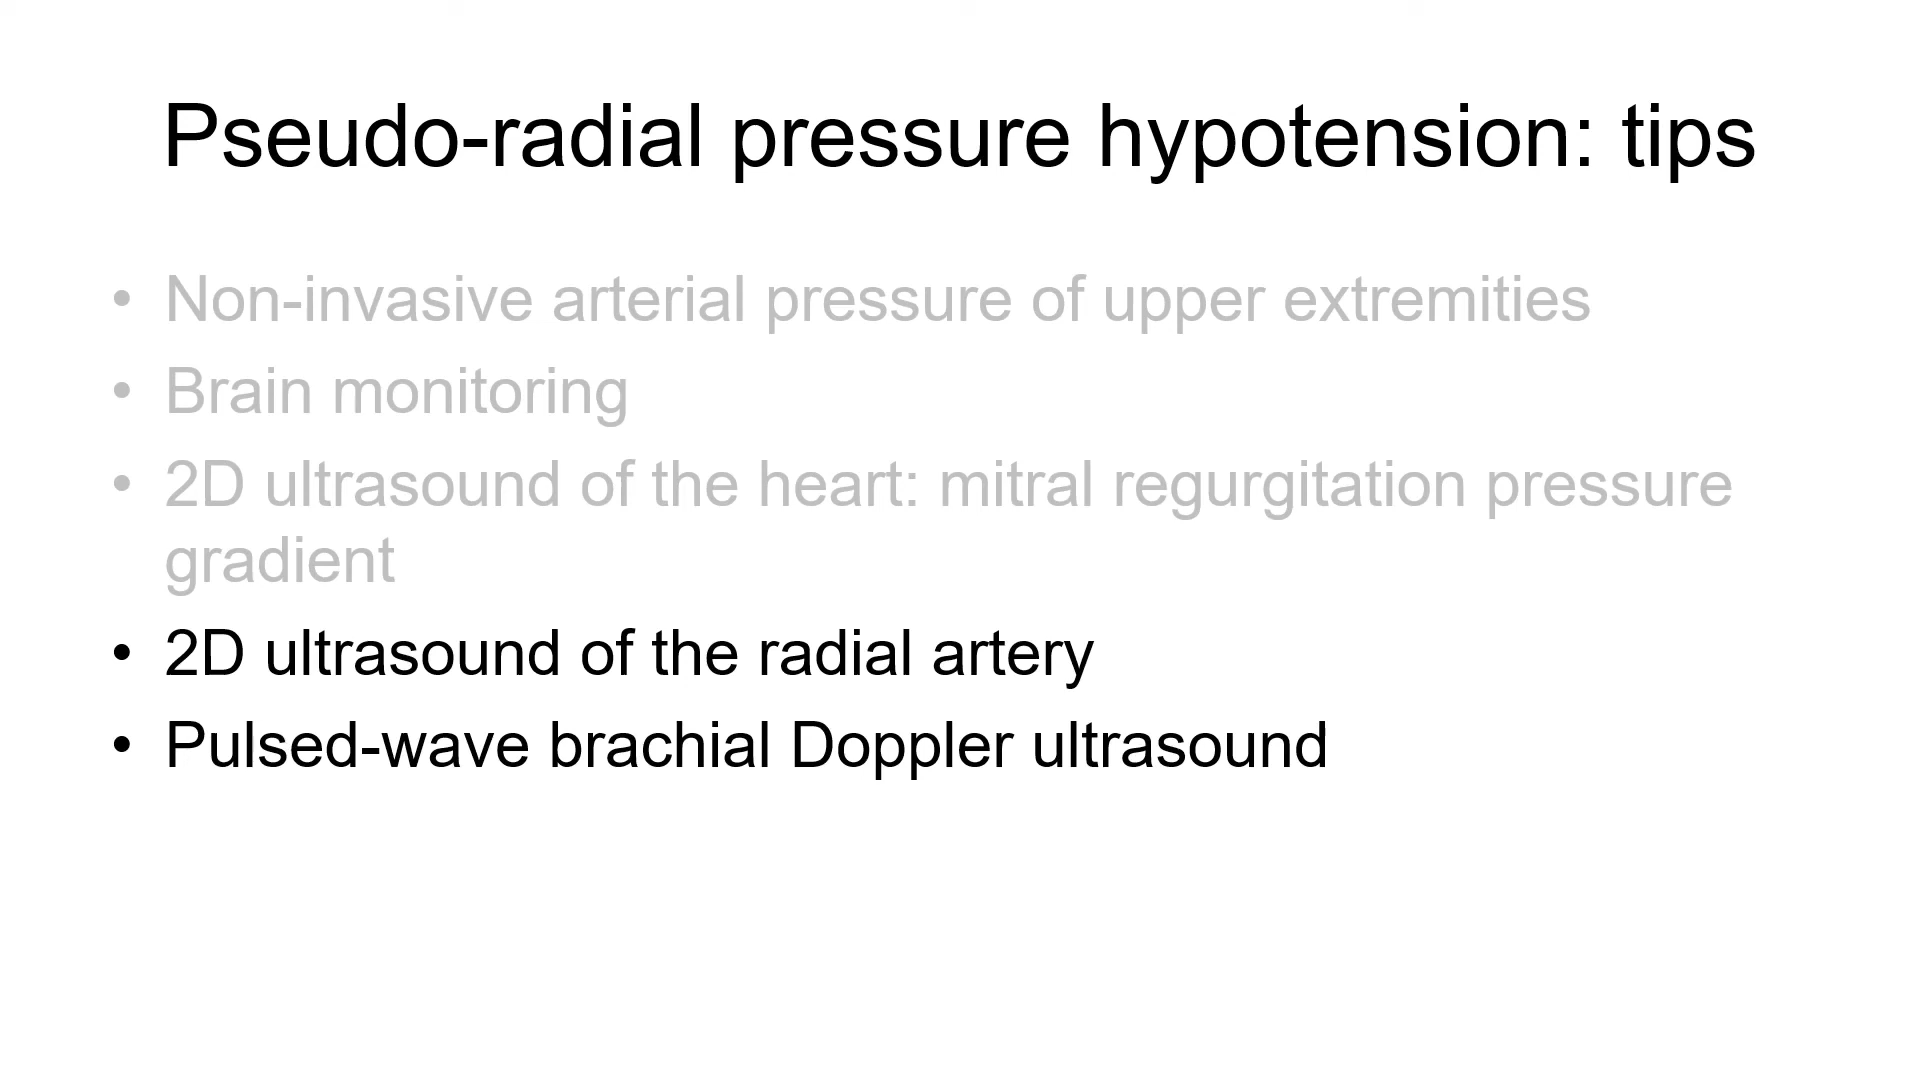 Pseudo-radial pressure hypotension: tips
• Non-invasive arterial pressure of upper extremities
• Brain monitoring
• 2D ultrasound of the heart: mitral regurgitation pressure
gradient
• 2D ultrasound of the radial artery
• Pulsed-wave brachial Doppler ultrasound